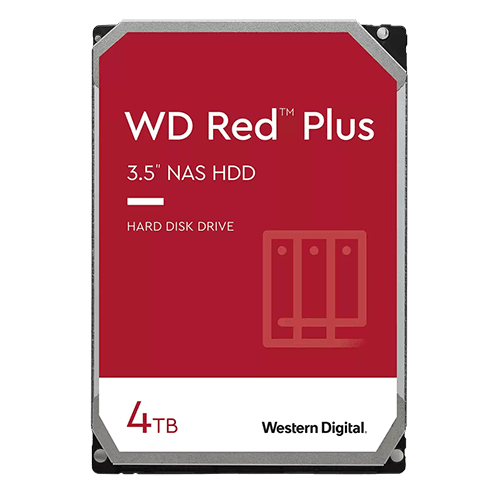 WD Red™ Plus
3.5" NAS HDD
HARD DISK DRIVE
4TB
Western Digital.